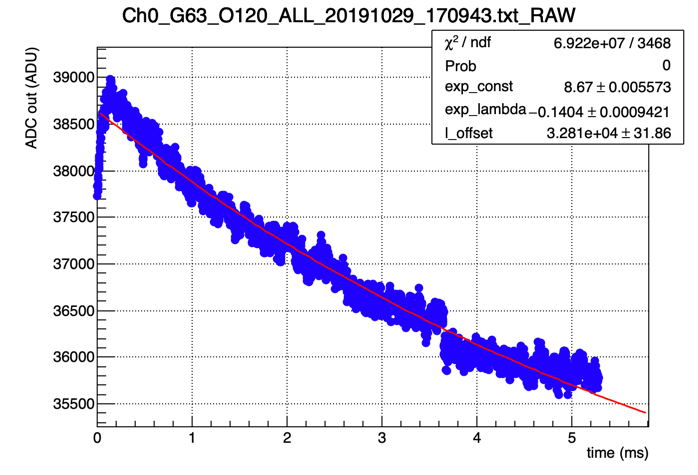 Ch0_G63_O120_ALL_20191029_170943.txt_RAW
χ² / ndf 6.922e+07 / 3468
Prob 0
exp_const 8.67 ± 0.005573
exp_lambda −0.1404 ± 0.0009421
l_offset 3.281e+04 ± 31.86
ADC out (ADU)
39000
38500
38000
37500
37000
36500
36000
35500
0 1 2 3 4 5
time (ms)